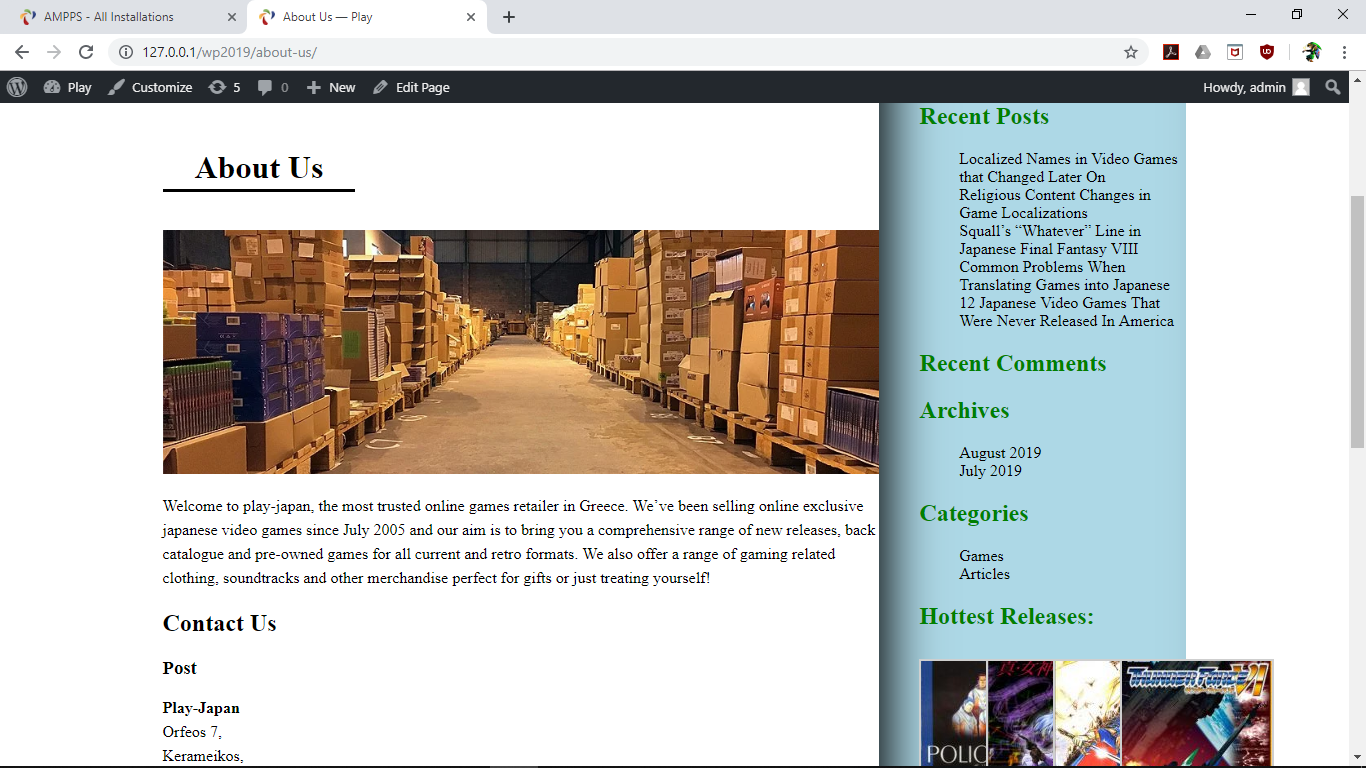 AMPPS - All Installations
About Us — Play
127.0.0.1/wp2019/about-us/
Play
Customize
5
0
New
Edit Page
Howdy, admin
About Us
Welcome to play-japan, the most trusted online games retailer in Greece. We’ve been selling online exclusive
japanese video games since July 2005 and our aim is to bring you a comprehensive range of new releases, back
catalogue and pre-owned games for all current and retro formats. We also offer a range of gaming related
clothing, soundtracks and other merchandise perfect for gifts or just treating yourself!
Contact Us
Post
Play-Japan
Orfeos 7,
Kerameikos,
Recent Posts
Localized Names in Video Games
that Changed Later On
Religious Content Changes in
Game Localizations
Squall’s “Whatever” Line in
Japanese Final Fantasy VIII
Common Problems When
Translating Games into Japanese
12 Japanese Video Games That
Were Never Released In America
Recent Comments
Archives
August 2019
July 2019
Categories
Games
Articles
Hottest Releases:
POLIC
真・女神
THUNDER FORCE VI